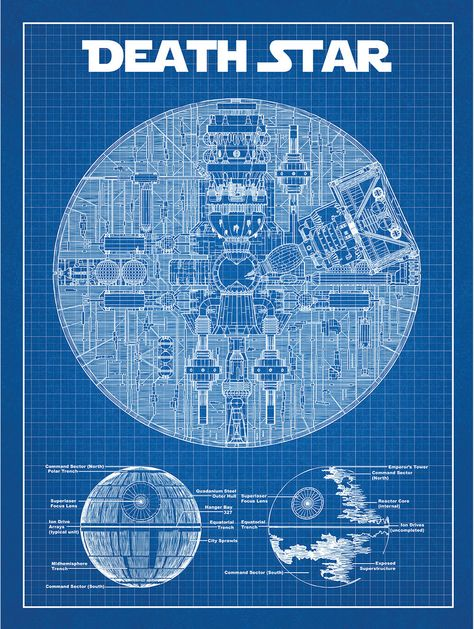 DEATH STAR
Command Sector (North)
Polar Trench
Superlaser
Focus Lens
Ion Drive
Arrays
(typical unit)
Midhemisphere
Trench
Command Sector (South)
Quadanium Steel
Outer Hull
Hanger Bay
327
Equatorial
Trench
City Sprawls
Superlaser
Focus Lens
Equatorial
Trench
Command Sector (South)
Emperor's Tower
Command Sector
(North)
Reactor Core
(internal)
Ion Drives
(uncompleted)
Exposed
Superstructure